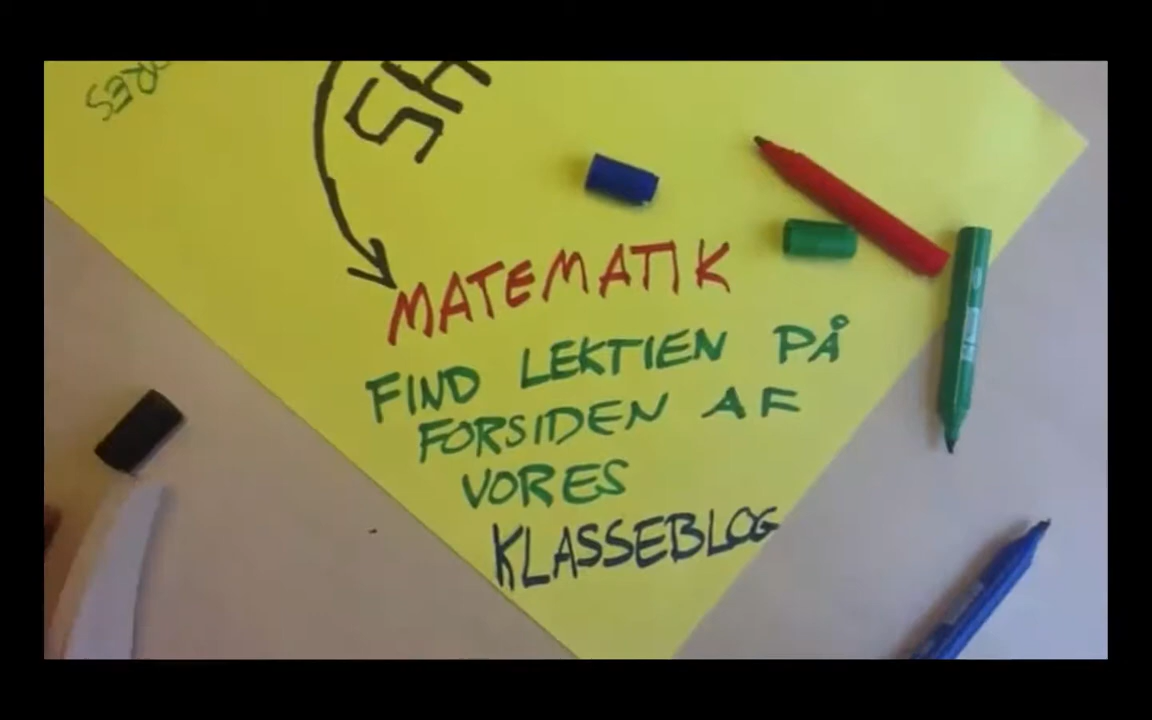 MATEMATIK
FIND LEKTIEN PÅ
FORSIDEN AF
VORES
KLASSEBLOG